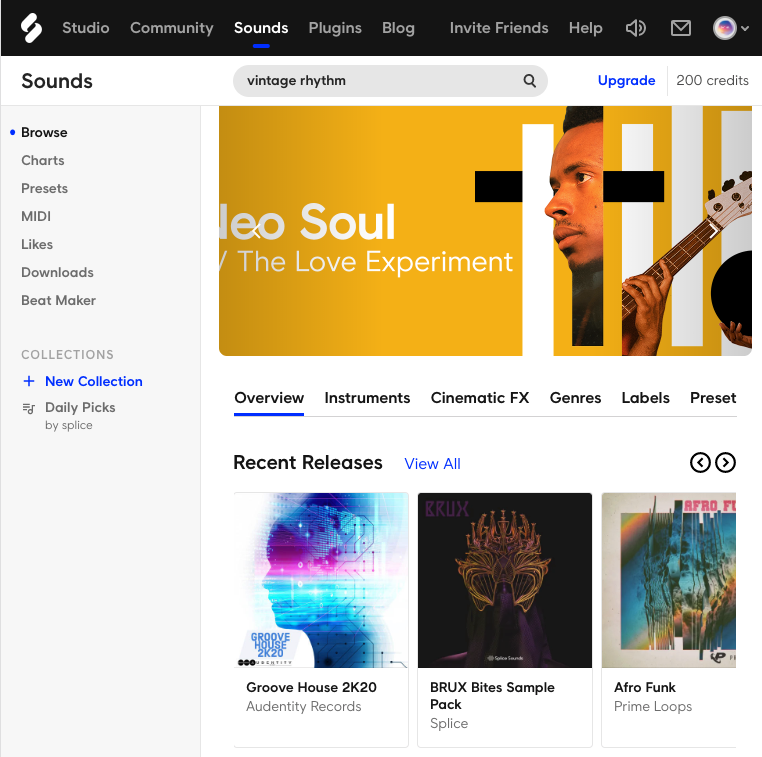 Studio Community Sounds Plugins Blog Invite Friends Help
Sounds
vintage rhythm
Upgrade 200 credits
Browse
Charts
Presets
MIDI
Likes
Downloads
Beat Maker
COLLECTIONS
+ New Collection
Daily Picks
by splice
Neo Soul
/ The Love Experiment
Overview Instruments Cinematic FX Genres Labels Preset
Recent Releases View All
GROOVE
HOUSE
2K20
AUDENTITY
BRUX
Splice Sounds
AFRO FU
Groove House 2K20
Audentity Records
BRUX Bites Sample
Pack
Splice
Afro Funk
Prime Loops